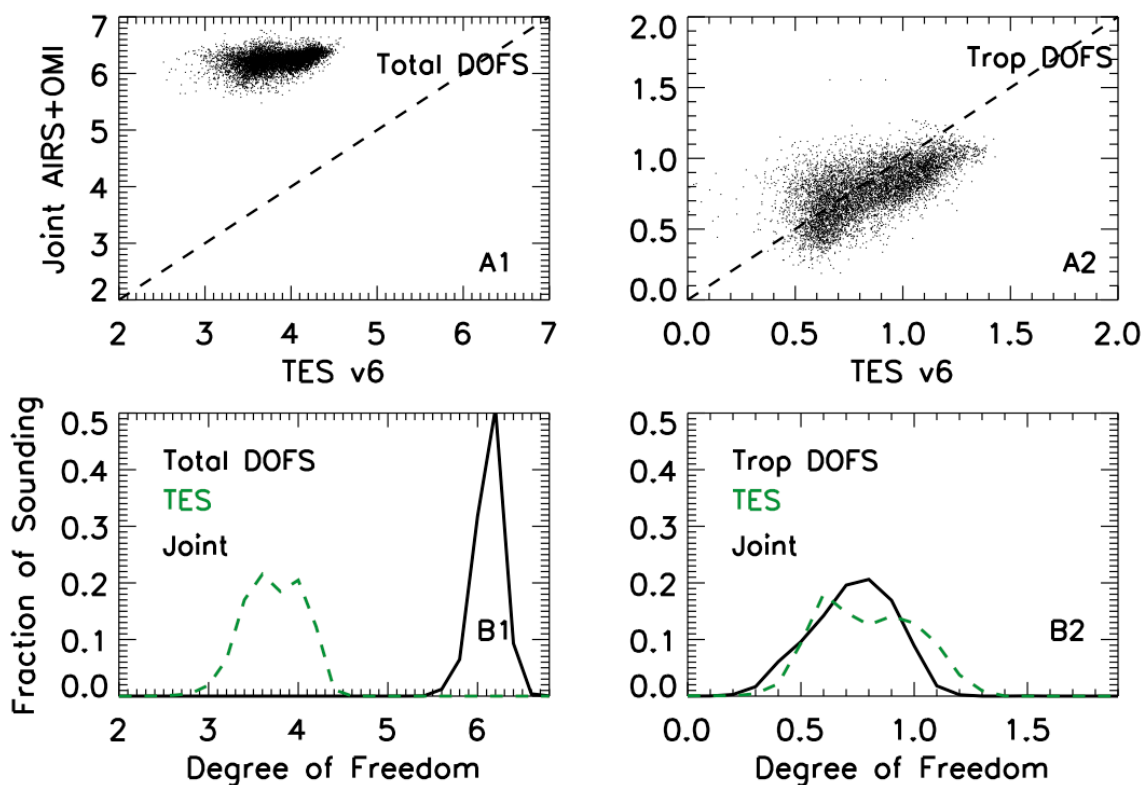 7
6
5
4
3
2
Joint AIRS+OMI
Total DOFS
A1
2 3 4 5 6 7
TES v6
2.0
1.5
1.0
0.5
0.0
Trop DOFS
A2
0.0 0.5 1.0 1.5 2.0
TES v6
0.5
0.4
0.3
0.2
0.1
0.0
Fraction of Sounding
Total DOFS
TES
Joint
B1
2 3 4 5 6
Degree of Freedom
0.5
0.4
0.3
0.2
0.1
0.0
Trop DOFS
TES
Joint
B2
0.0 0.5 1.0 1.5
Degree of Freedom